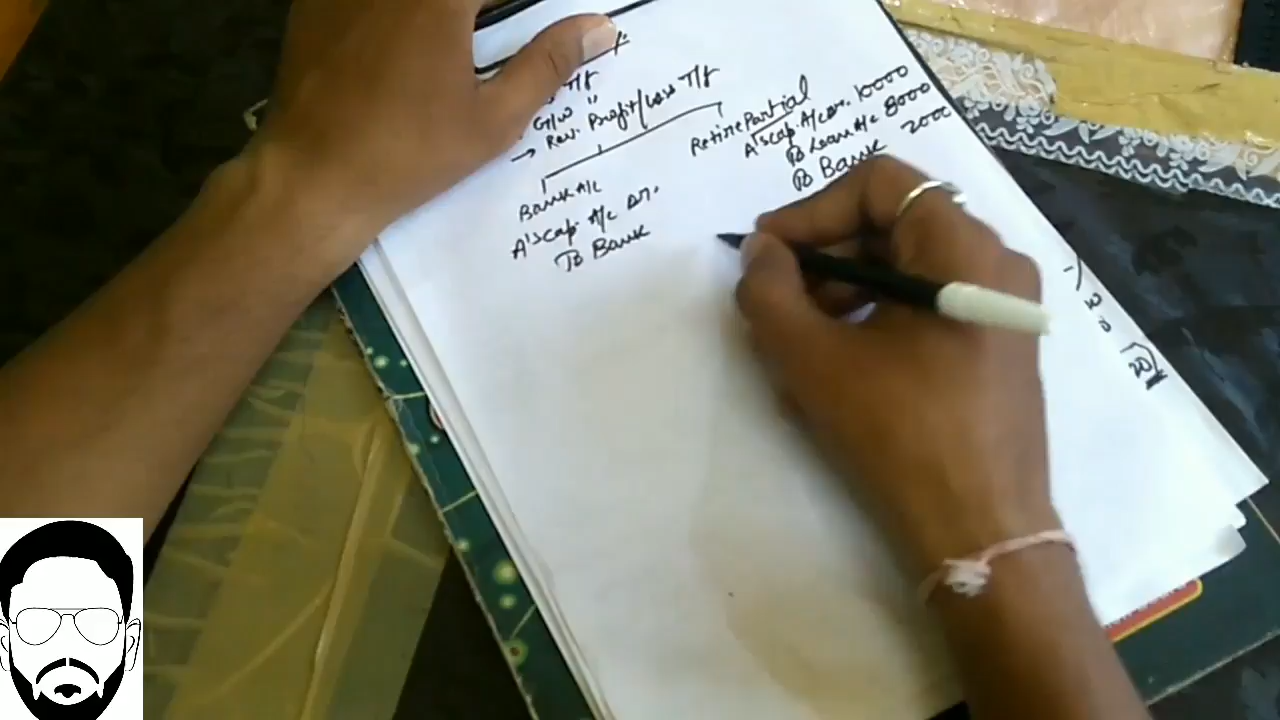 T/f
G/W "
→ Rev. Profit/Loss T/f
Bank A/c
A's cap. A/c Dr.
To Bank
Retire Partial
A's cap. A/c Dr. 10000
To Loan A/c 8000
To Bank 2000